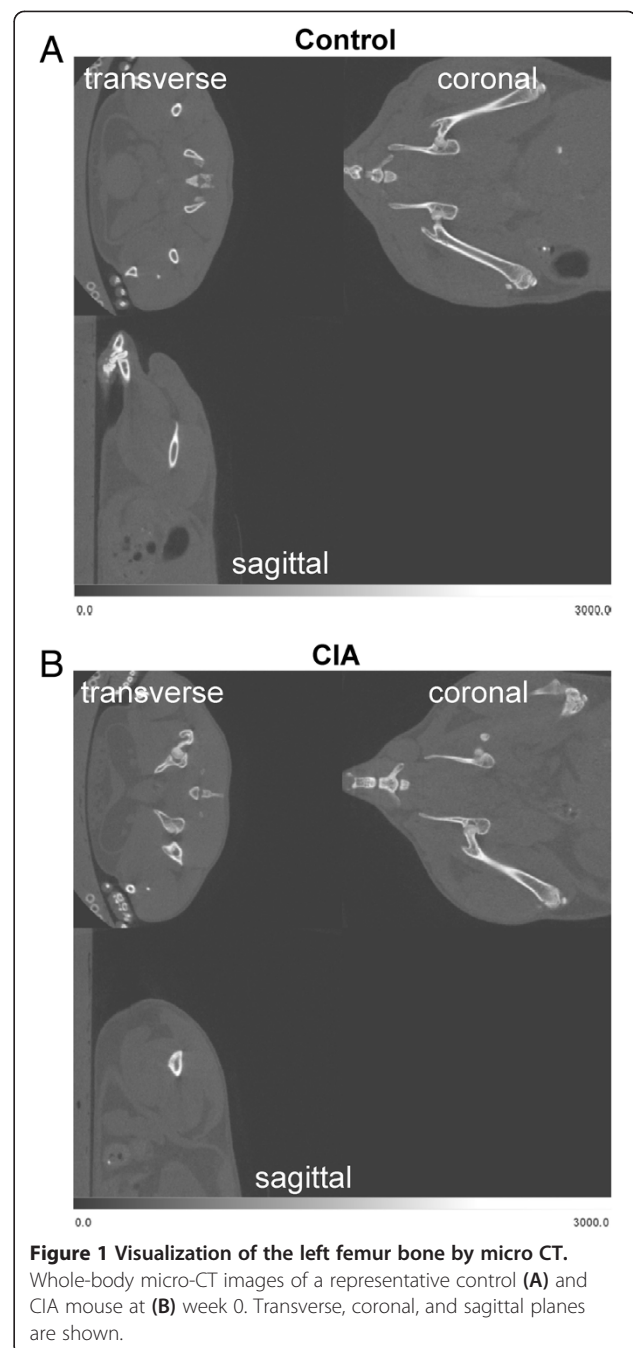 A
Control
transverse
coronal
sagittal
0.0
3000.0
B
CIA
transverse
coronal
sagittal
0.0
3000.0
Figure 1 Visualization of the left femur bone by micro CT.
Whole-body micro-CT images of a representative control (A) and
CIA mouse at (B) week 0. Transverse, coronal, and sagittal planes
are shown.